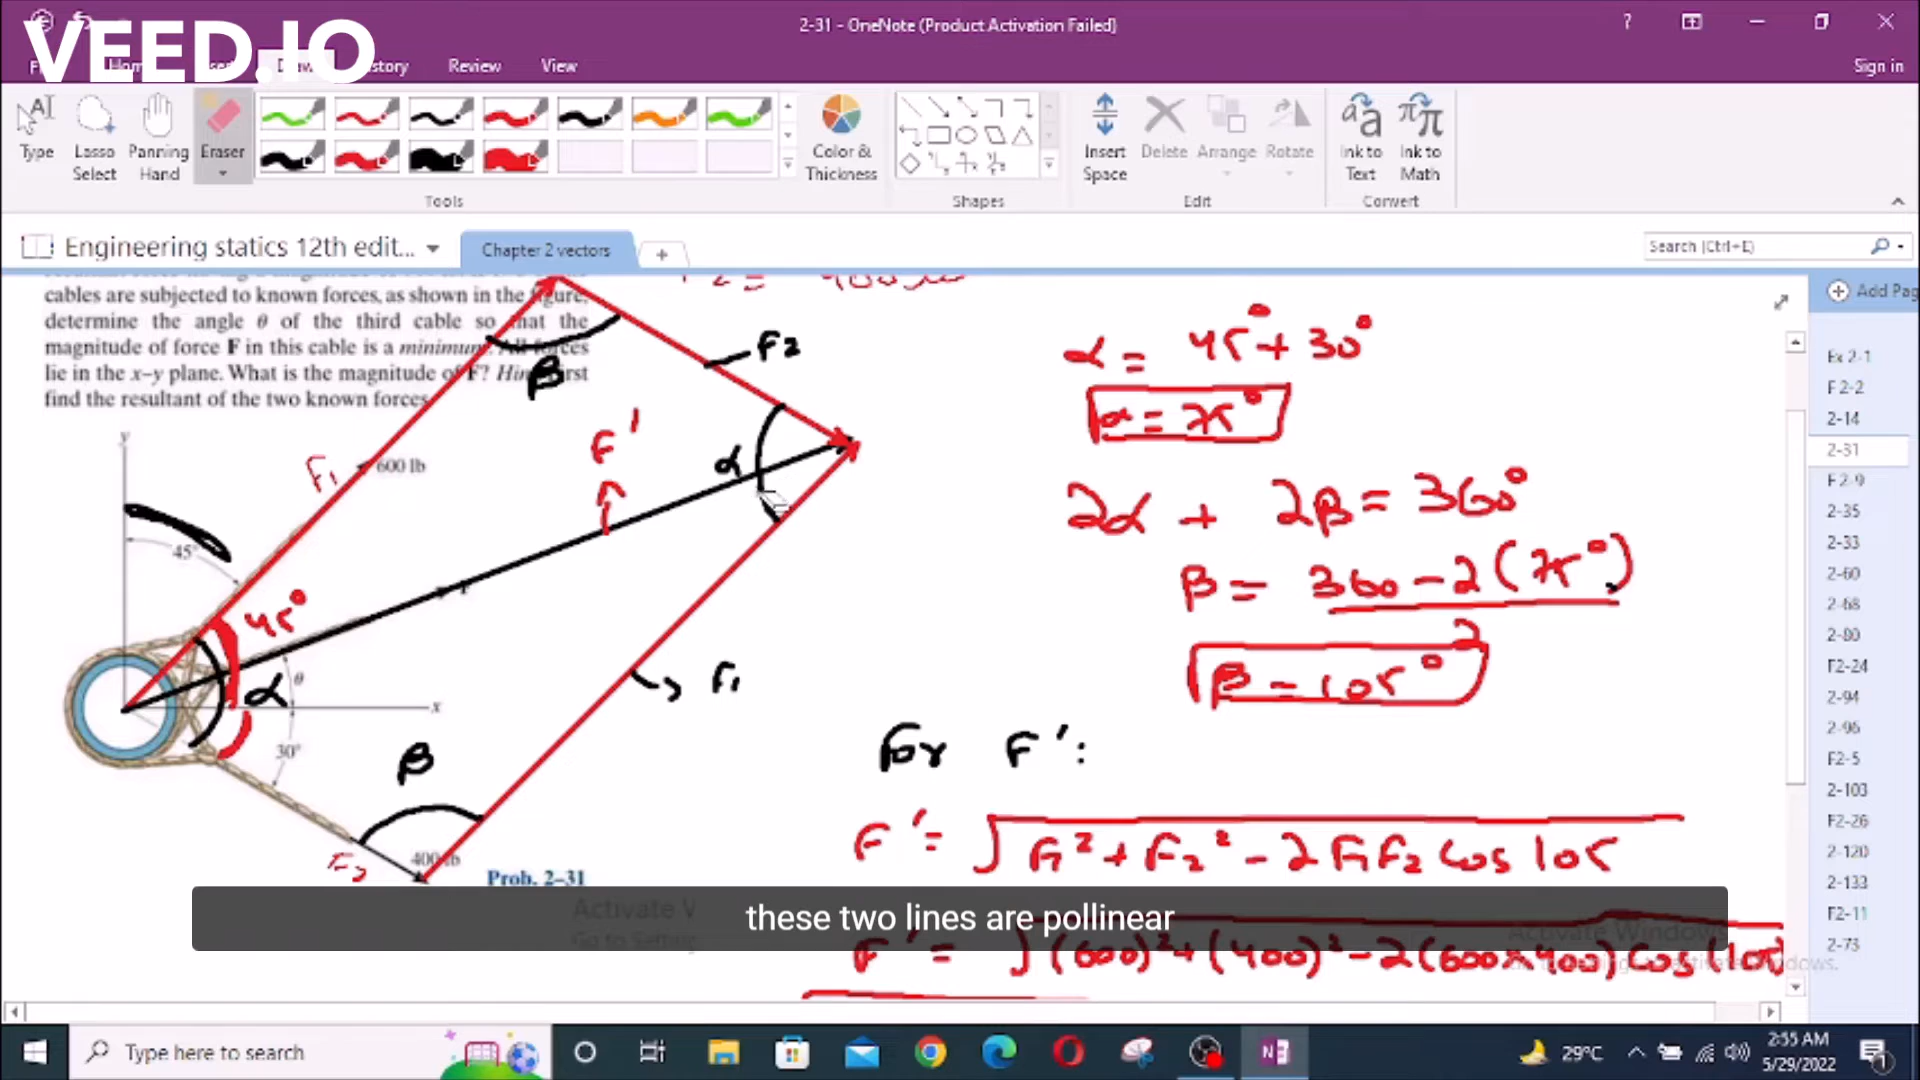 VEED.IO
2-31 - OneNote (Product Activation Failed)
Review
View
Sign in
Type
Lasso Select
Panning Hand
Eraser
Color & Thickness
Insert Space
Delete
Arrange
Rotate
Ink to Text
Ink to Math
Tools
Shapes
Edit
Convert
Engineering statics 12th edit...
Chapter 2 vectors
Search (Ctrl+E)
Add Pag
cables are subjected to known forces, as shown in the figure,
determine the angle θ of the third cable so that the
magnitude of force F in this cable is a minimum. All forces
lie in the x–y plane. What is the magnitude of F? Hint: First
find the resultant of the two known forces.
y
45°
F1
600 lb
β
F2
F'
α
45°
α
θ
x
30°
β
F1
F2
400 lb
Prob. 2–31
α = 45° + 30°
α = 75°
2α + 2β = 360°
β = 360 - 2(75°)
2
β = 105°
For F':
F' = √F1² + F2² - 2F1F2 cos 105
F' = √(600)² + (400)² - 2(600×400) cos(105)
these two lines are pollinear
Ex 2-1
F 2-2
2-14
2-31
F 2-9
2-35
2-33
2-60
2-68
2-80
F2-24
2-94
2-96
F2-5
2-103
F2-26
2-120
2-133
F2-11
2-73
Type here to search
29°C
2:55 AM
5/29/2022